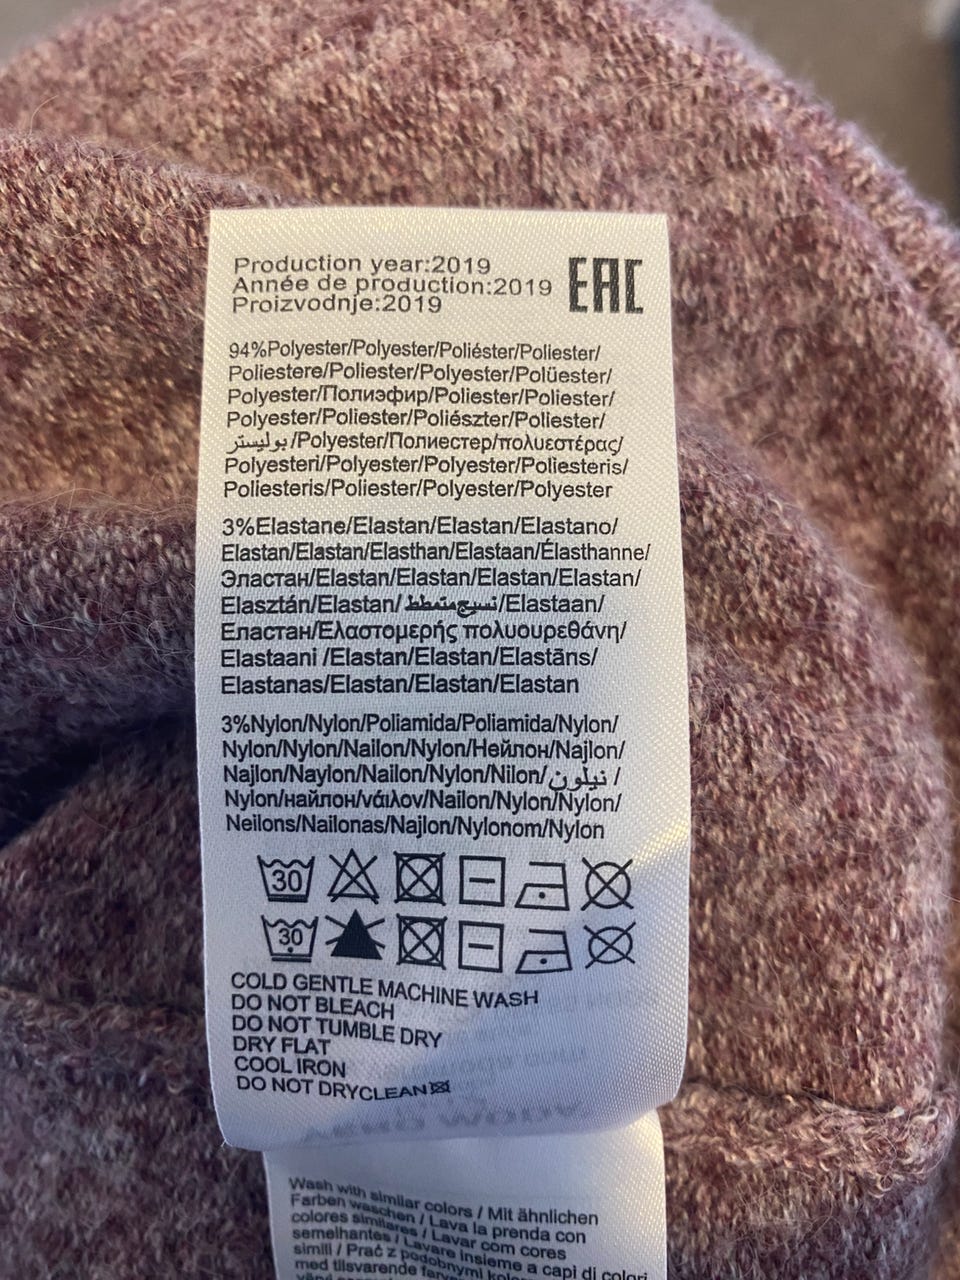 Production year:2019
Année de production:2019
Proizvodnje:2019
EAC
94%Polyester/Polyester/Poliéster/Poliester/
Poliestere/Poliester/Polyester/Polüester/
Polyester/Полиэфир/Poliester/Poliester/
Polyester/Poliester/Poliészter/Poliester/
بوليستر/Polyester/Полиестер/πολυεστέρας/
Polyesteri/Polyester/Polyester/Poliesteris/
Poliesteris/Poliester/Polyester/Polyester
3%Elastane/Elastan/Elastan/Elastano/
Elastan/Elastan/Elasthan/Elastaan/Élasthanne/
Эластан/Elastan/Elastan/Elastan/Elastan/
Elasztán/Elastan/نسيج متمطط/Elastaan/
Еластан/Ελαστομερής πολυουρεθάνη/
Elastaani /Elastan/Elastan/Elastāns/
Elastanas/Elastan/Elastan/Elastan
3%Nylon/Nylon/Poliamida/Poliamida/Nylon/
Nylon/Nylon/Nailon/Nylon/Нейлон/Najlon/
Najlon/Naylon/Nailon/Nylon/Nilon/نيلون /
Nylon/найлон/νάιλον/Nailon/Nylon/Nylon/
Neilons/Nailonas/Najlon/Nylonom/Nylon
30
30
COLD GENTLE MACHINE WASH
DO NOT BLEACH
DO NOT TUMBLE DRY
DRY FLAT
COOL IRON
DO NOT DRYCLEAN
Wash with similar colors / Mit ähnlichen
Farben waschen / Lava la prenda con
colores similares / Lavar com cores
semelhantes / Lavare insieme a capi di colori
simili / Prać z podobnymi
med tilsvarende